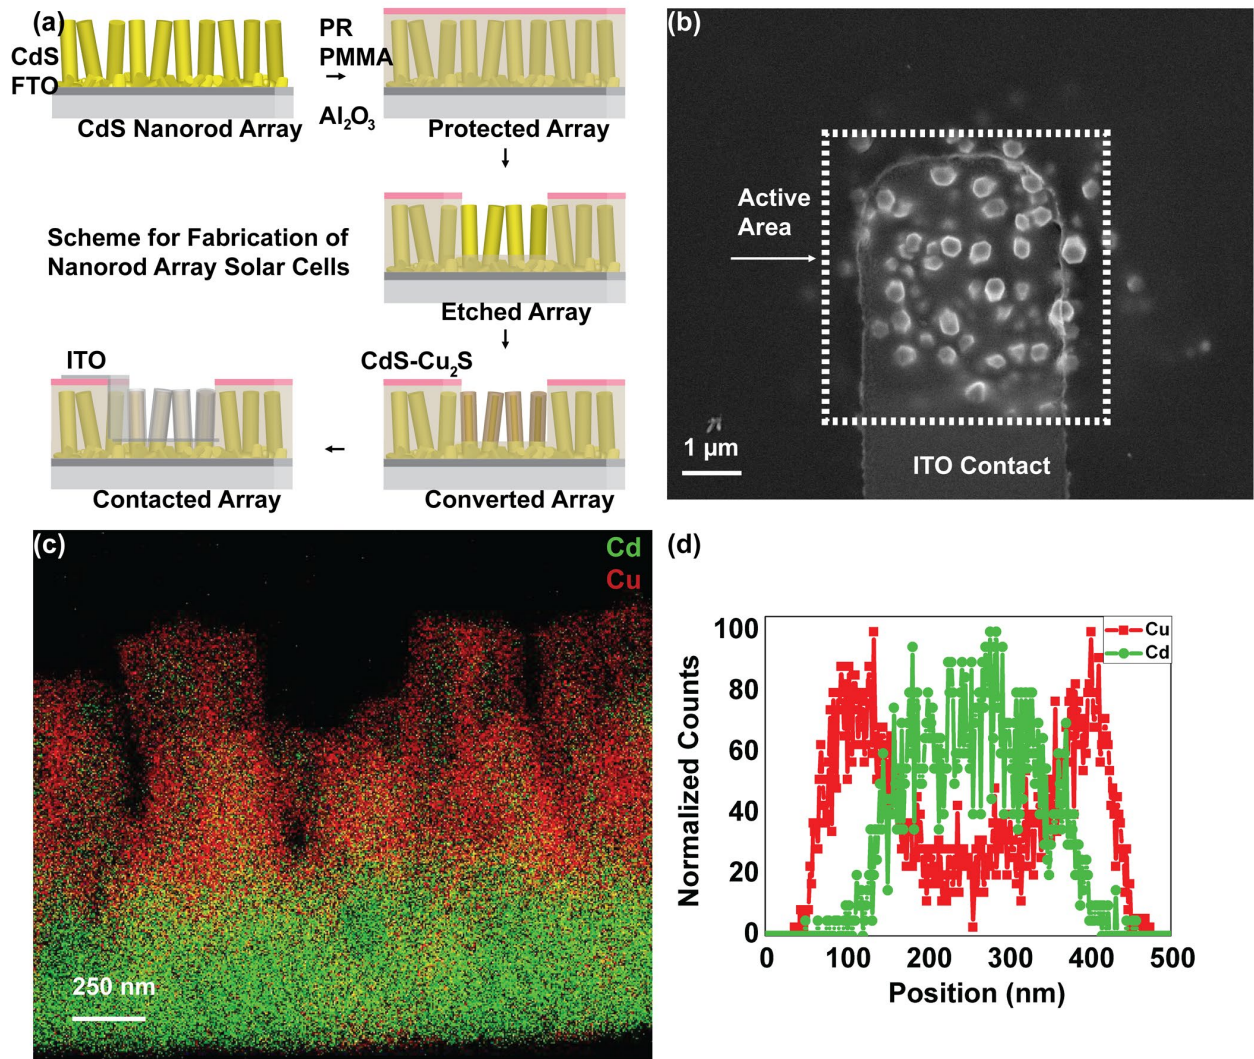 (a)
CdS
FTO
CdS Nanorod Array
PR
PMMA
Al₂O₃
Protected Array
Scheme for Fabrication of
Nanorod Array Solar Cells
Etched Array
ITO
CdS-Cu₂S
Contacted Array
Converted Array
(b)
Active
Area
1 µm
ITO Contact
(c)
Cd
Cu
250 nm
(d)
Cu
Cd
Normalized Counts
100
80
60
40
20
0
0 100 200 300 400 500
Position (nm)